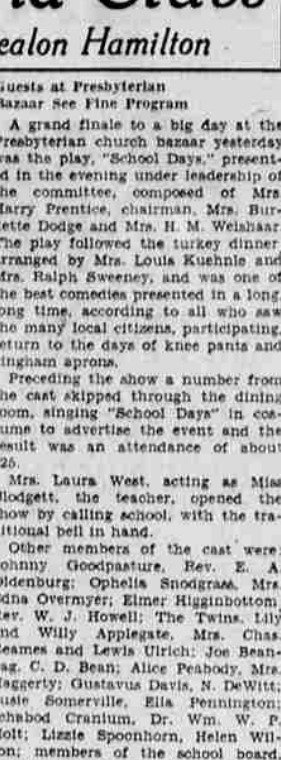 ealon Hamilton
Guests at Presbyterian
Bazaar See Fine Program
A grand finale to a big day at the
Presbyterian church bazaar yesterday
was the play, "School Days," present-
d in the evening under leadership of
he committee, composed of Mrs
Harry Prentice, chairman, Mrs. Bur-
ette Dodge and Mrs. H. M. Weishaar.
The play followed the turkey dinner
arranged by Mrs. Louis Kuehnle and
Mrs. Ralph Sweeney, and was one of
he best comedies presented in a long,
ong time, according to all who saw
he many local citizens, participating,
eturn to the days of knee pants and
ingham aprons.
Preceding the show a number from
he cast skipped through the dining
oom, singing "School Days" in cos-
ume to advertise the event and the
esult was an attendance of about
25.
Mrs. Laura West, acting as Miss
Blodgett, the teacher, opened the
how by calling school, with the tra-
itional bell in hand.
Other members of the cast were:
ohnny Goodpasture, Rev. E. A.
Oldenburg; Ophelia Snodgrass, Mrs.
Edna Overmyer; Elmer Higginbottom,
Rev. W. J. Howell; The Twins, Lily
nd Willy Applegate, Mrs. Chas.
Reames and Lewis Ulrich; Joe Bean-
ag, C. D. Bean; Alice Peabody, Mrs.
Haggerty; Gustavus Davis, N. DeWitt;
usie Somerville, Ella Pennington;
chabod Cranium, Dr. Wm. W. P.
Holt; Lizzie Spoonhorn, Helen Wil-
on; members of the school board,